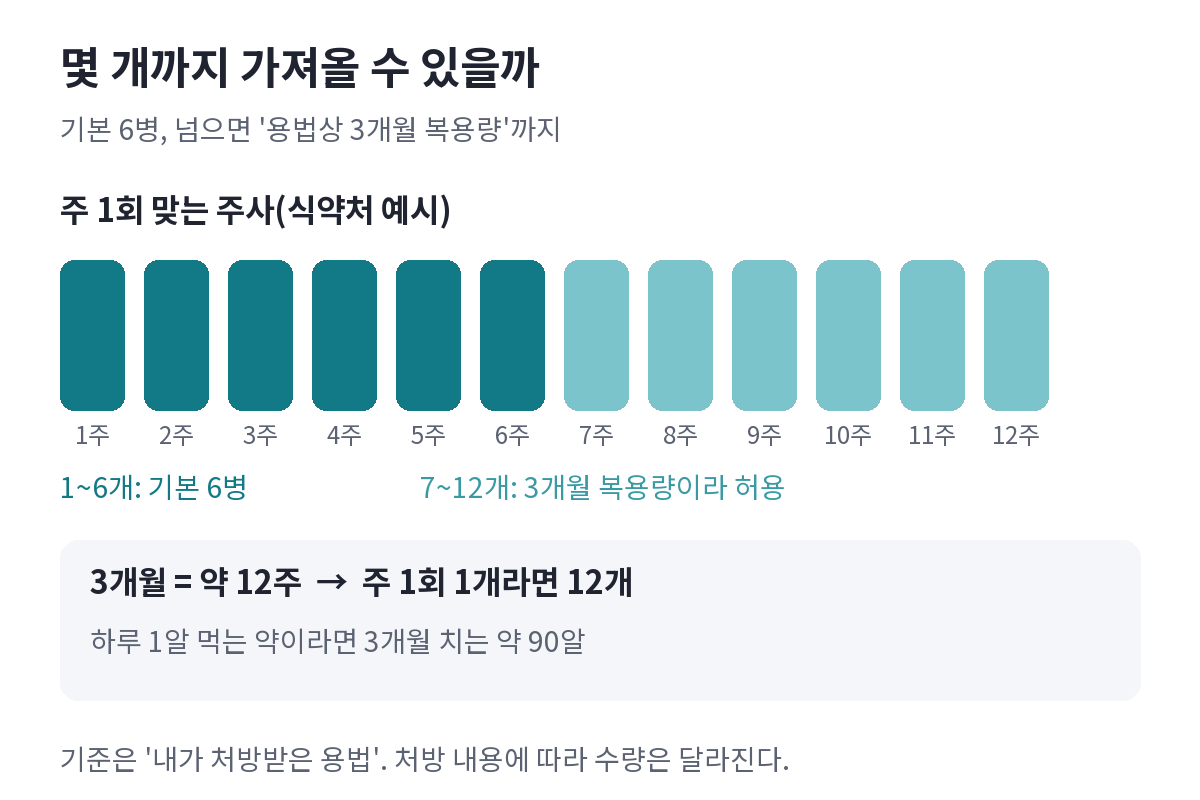 몇 개까지 가져올 수 있을까
기본 6병, 넘으면 '용법상 3개월 복용량'까지
주 1회 맞는 주사(식약처 예시)
1주 2주 3주 4주 5주 6주 7주 8주 9주 10주 11주 12주
1~6개: 기본 6병 7~12개: 3개월 복용량이라 허용
3개월 = 약 12주 → 주 1회 1개라면 12개
하루 1알 먹는 약이라면 3개월 치는 약 90알
기준은 '내가 처방받은 용법'. 처방 내용에 따라 수량은 달라진다.